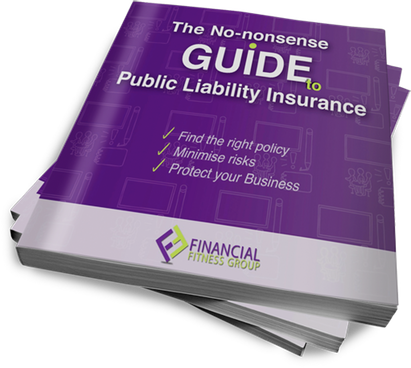 The No-nonsense
GUIDE to
Public Liability Insurance
✓ Find the right policy
✓ Minimise risks
✓ Protect your Business
FINANCIAL
FITNESS GROUP